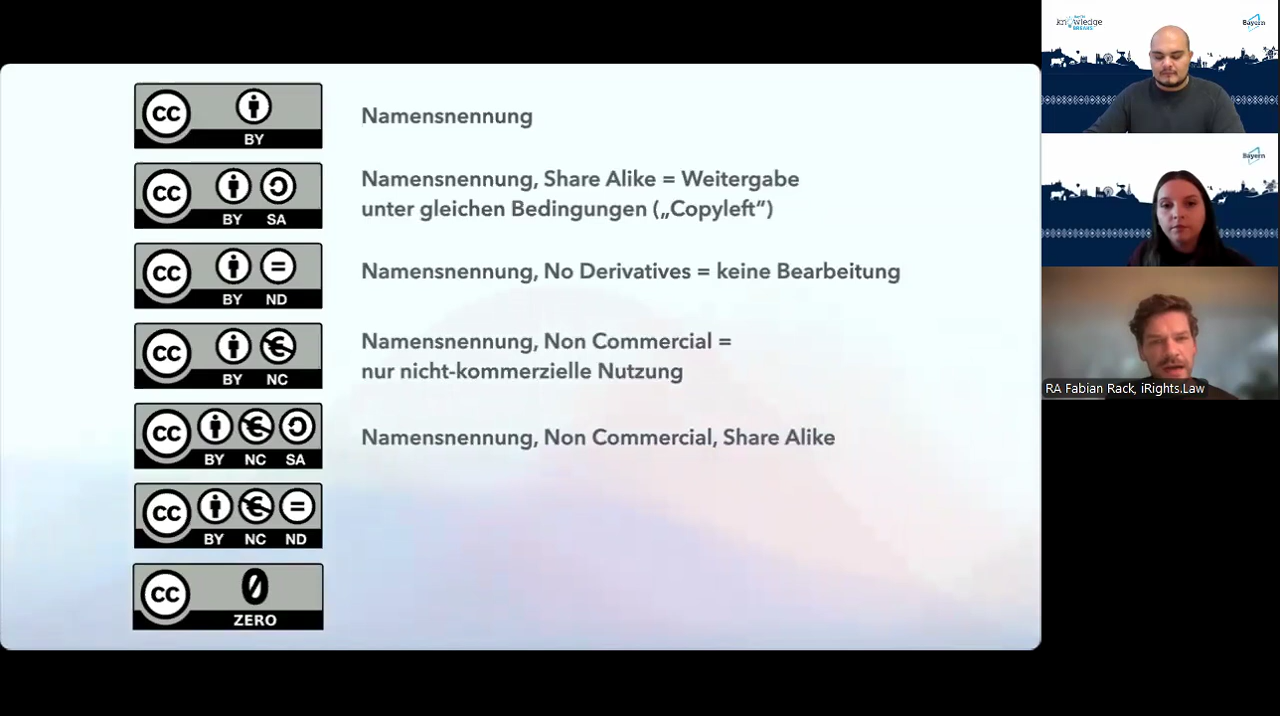 cc
BY
Namensnennung
cc
BY SA
Namensnennung, Share Alike = Weitergabe
unter gleichen Bedingungen („Copyleft“)
cc
BY ND
Namensnennung, No Derivatives = keine Bearbeitung
cc
BY NC
Namensnennung, Non Commercial =
nur nicht-kommerzielle Nutzung
cc
BY NC SA
Namensnennung, Non Commercial, Share Alike
cc
BY NC ND
cc
0
ZERO
knowledge
BREAKS
Bayern
Bayern
RA Fabian Rack, iRights.Law